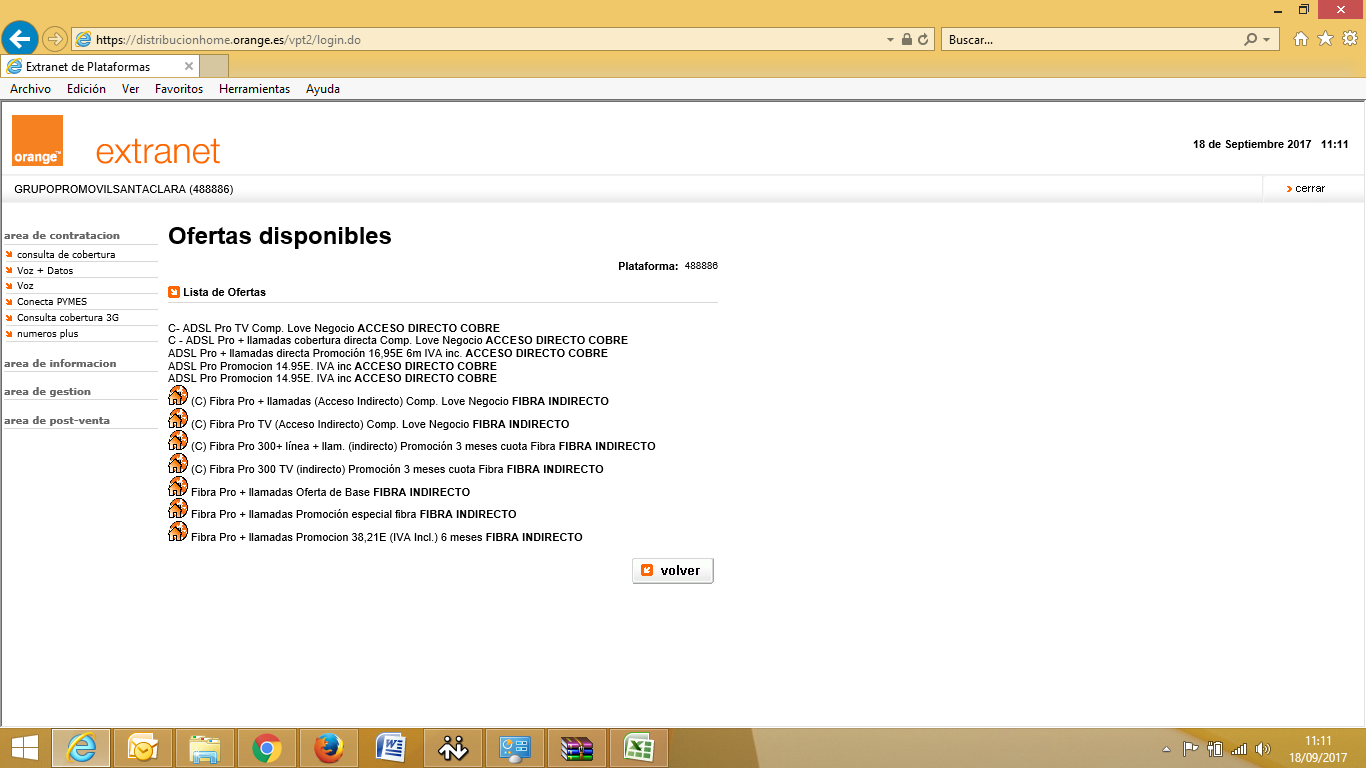 https://distribucionhome.orange.es/vpt2/login.do
Buscar...
Extranet de Plataformas
Archivo Edición Ver Favoritos Herramientas Ayuda
orange™
extranet
18 de Septiembre 2017 11:11
GRUPOPROMOVILSANTACLARA (488886)
cerrar
area de contratacion
consulta de cobertura
Voz + Datos
Voz
Conecta PYMES
Consulta cobertura 3G
numeros plus
area de informacion
area de gestion
area de post-venta
Ofertas disponibles
Plataforma: 488886
Lista de Ofertas
C- ADSL Pro TV Comp. Love Negocio ACCESO DIRECTO COBRE
C - ADSL Pro + llamadas cobertura directa Comp. Love Negocio ACCESO DIRECTO COBRE
ADSL Pro + llamadas directa Promoción 16,95E 6m IVA inc. ACCESO DIRECTO COBRE
ADSL Pro Promocion 14.95E. IVA inc ACCESO DIRECTO COBRE
ADSL Pro Promocion 14.95E. IVA inc ACCESO DIRECTO COBRE
(C) Fibra Pro + llamadas (Acceso Indirecto) Comp. Love Negocio FIBRA INDIRECTO
(C) Fibra Pro TV (Acceso Indirecto) Comp. Love Negocio FIBRA INDIRECTO
(C) Fibra Pro 300+ línea + llam. (indirecto) Promoción 3 meses cuota Fibra FIBRA INDIRECTO
(C) Fibra Pro 300 TV (indirecto) Promoción 3 meses cuota Fibra FIBRA INDIRECTO
Fibra Pro + llamadas Oferta de Base FIBRA INDIRECTO
Fibra Pro + llamadas Promoción especial fibra FIBRA INDIRECTO
Fibra Pro + llamadas Promocion 38,21E (IVA Incl.) 6 meses FIBRA INDIRECTO
volver
11:11
18/09/2017